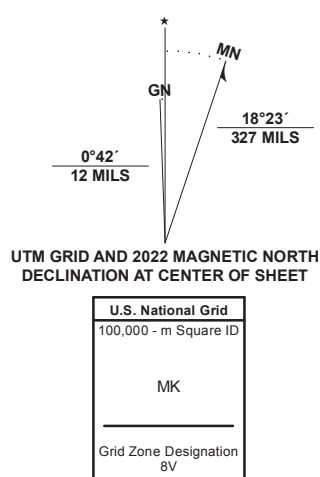 ★
MN
GN
18°23´
327 MILS
0°42´
12 MILS
UTM GRID AND 2022 MAGNETIC NORTH
DECLINATION AT CENTER OF SHEET
U.S. National Grid
100,000 - m Square ID
MK
Grid Zone Designation
8V